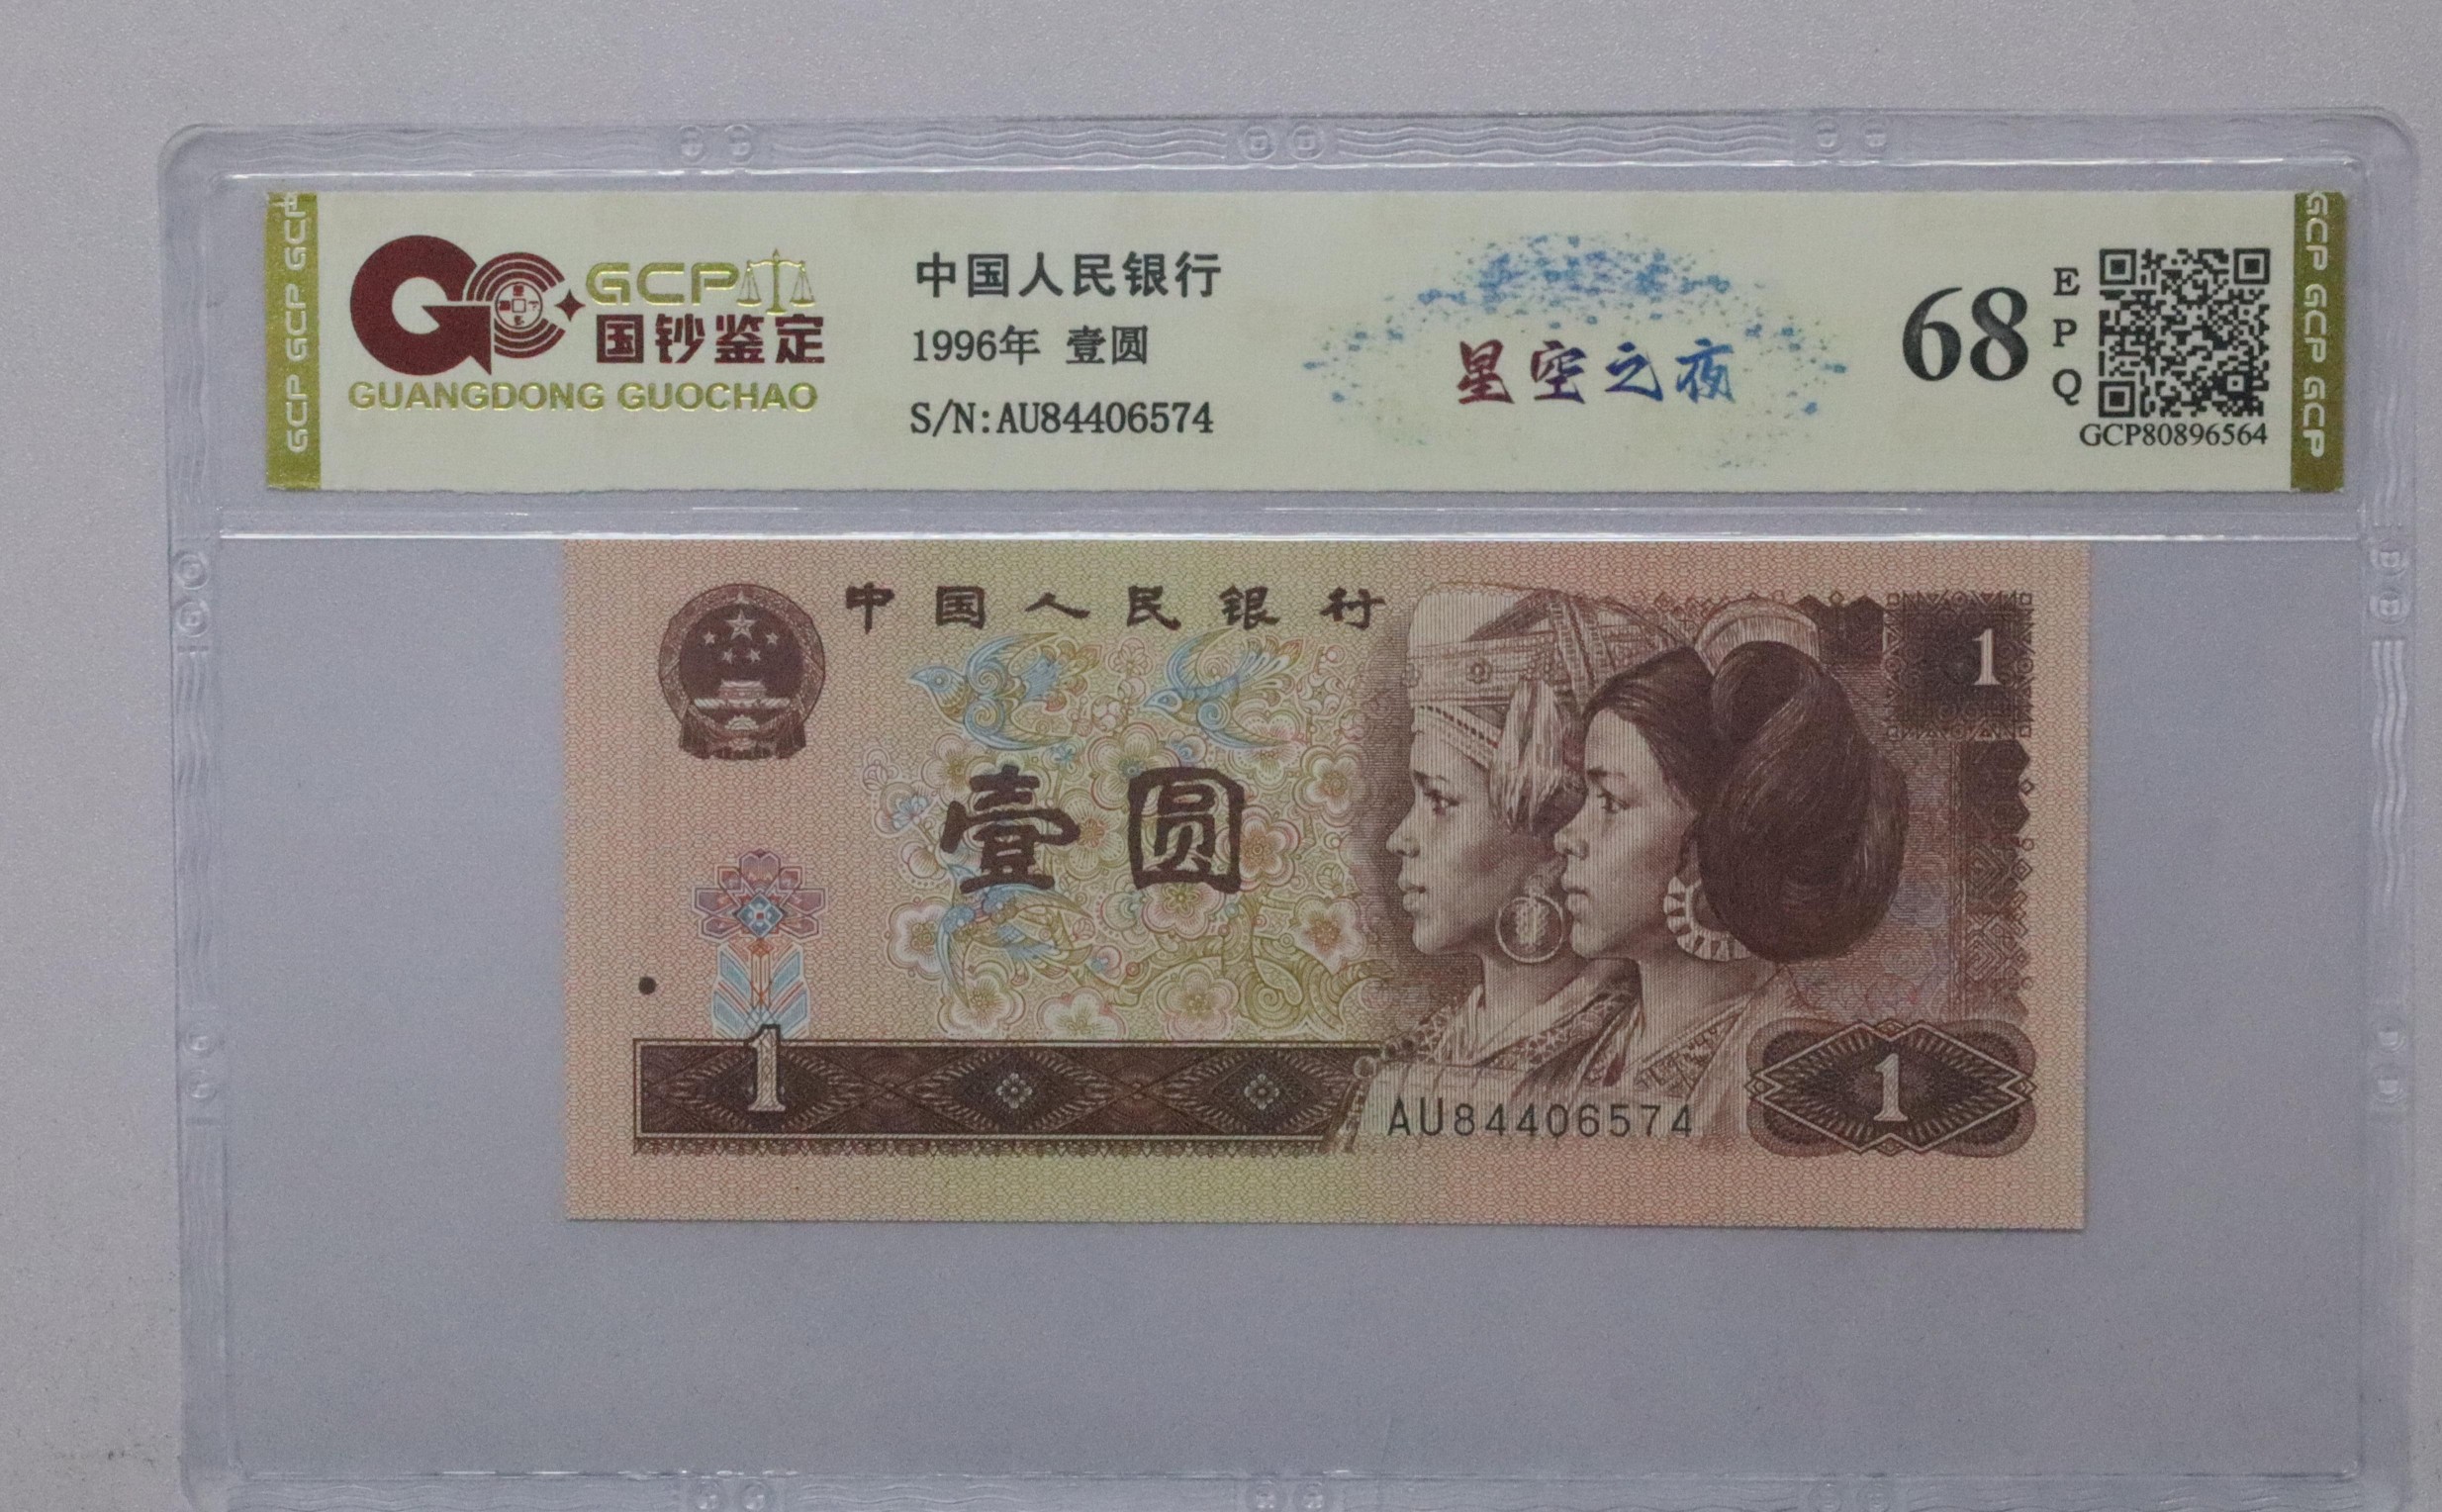 GCP GCP GCP
GCP
国钞鉴定
GUANGDONG GUOCHAO
中国人民银行
1996年 壹圆
S/N:AU84406574
星空之夜
68
EPQ
GCP80896564
GCP GCP GCP
中国人民银行
1
壹圆
1
AU84406574
1